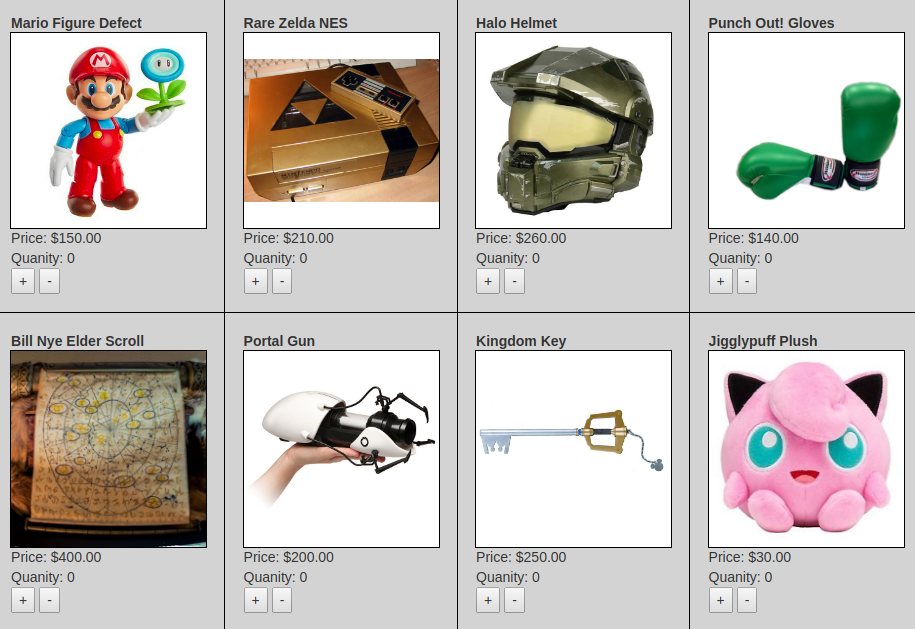 Mario Figure Defect
Rare Zelda NES
Halo Helmet
Punch Out! Gloves
M
Price: $150.00
Price: $210.00
Price: $260.00
Price: $140.00
Quanity: 0
Quanity: 0
Quanity: 0
Quanity: 0
+ -
+ -
+ -
+ -
Bill Nye Elder Scroll
Portal Gun
Kingdom Key
Jigglypuff Plush
Price: $400.00
Price: $200.00
Price: $250.00
Price: $30.00
Quanity: 0
Quanity: 0
Quanity: 0
Quanity: 0
+ -
+ -
+ -
+ -